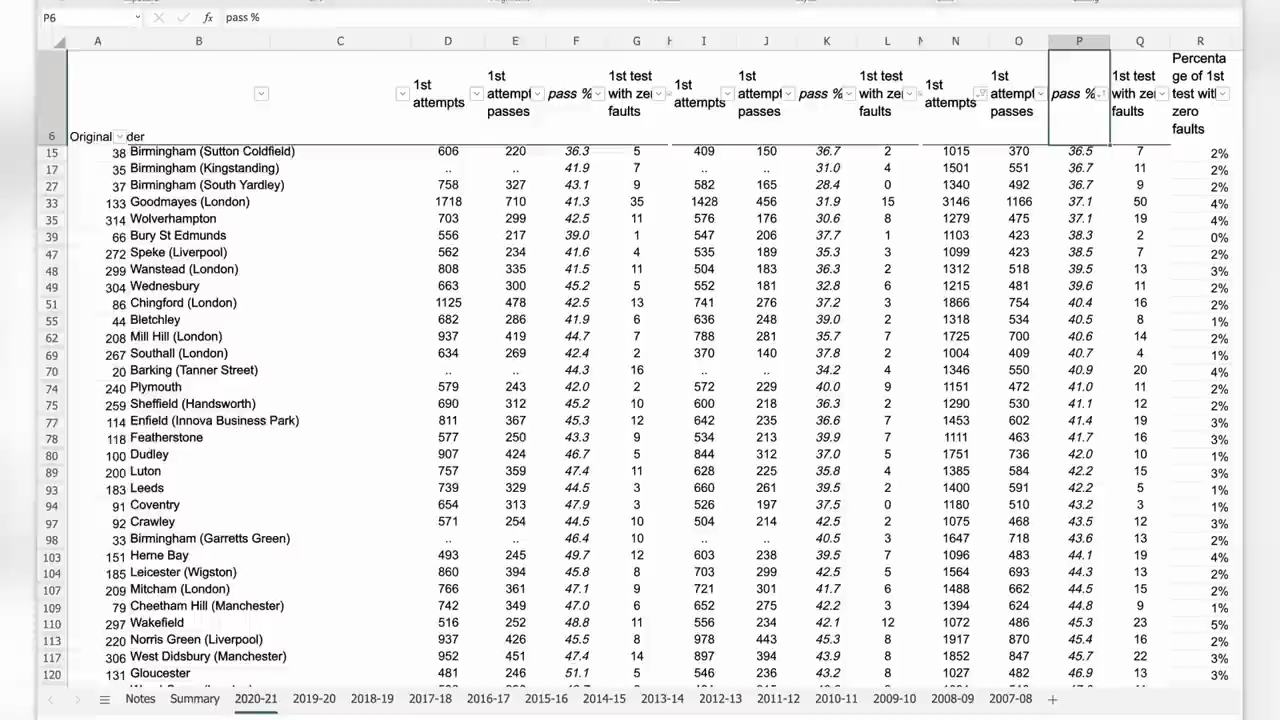 P6 fx pass %
A B C D E F G H I J K L M N O P Q R
6 Original der 1st attempts 1st attempt passes pass % 1st test with ze faults 1st attempts 1st attempt passes pass % 1st test with ze faults 1st attempts 1st attemp passes pass % 1st test with ze faults Percenta ge of 1st test with zero faults
15 38 Birmingham (Sutton Coldfield) 606 220 36.3 5 409 150 36.7 2 1015 370 36.5 7 2%
17 35 Birmingham (Kingstanding) .. .. 41.9 7 .. .. 31.0 4 1501 551 36.7 11 2%
27 37 Birmingham (South Yardley) 758 327 43.1 9 582 165 28.4 0 1340 492 36.7 9 2%
33 133 Goodmayes (London) 1718 710 41.3 35 1428 456 31.9 15 3146 1166 37.1 50 4%
35 314 Wolverhampton 703 299 42.5 11 576 176 30.6 8 1279 475 37.1 19 4%
39 66 Bury St Edmunds 556 217 39.0 1 547 206 37.7 1 1103 423 38.3 2 0%
47 272 Speke (Liverpool) 562 234 41.6 4 535 189 35.3 3 1099 423 38.5 7 2%
48 299 Wanstead (London) 808 335 41.5 11 504 183 36.3 2 1312 518 39.5 13 3%
49 304 Wednesbury 663 300 45.2 5 552 181 32.8 6 1215 481 39.6 11 2%
51 86 Chingford (London) 1125 478 42.5 13 741 276 37.2 3 1866 754 40.4 16 2%
55 44 Bletchley 682 286 41.9 6 636 248 39.0 2 1318 534 40.5 8 1%
62 208 Mill Hill (London) 937 419 44.7 7 788 281 35.7 7 1725 700 40.6 14 2%
69 267 Southall (London) 634 269 42.4 2 370 140 37.8 2 1004 409 40.7 4 1%
70 20 Barking (Tanner Street) .. .. 44.3 16 .. .. 34.2 4 1346 550 40.9 20 4%
74 240 Plymouth 579 243 42.0 2 572 229 40.0 9 1151 472 41.0 11 2%
75 259 Sheffield (Handsworth) 690 312 45.2 10 600 218 36.3 2 1290 530 41.1 12 2%
77 114 Enfield (Innova Business Park) 811 367 45.3 12 642 235 36.6 7 1453 602 41.4 19 3%
78 118 Featherstone 577 250 43.3 9 534 213 39.9 7 1111 463 41.7 16 3%
80 100 Dudley 907 424 46.7 5 844 312 37.0 5 1751 736 42.0 10 1%
89 200 Luton 757 359 47.4 11 628 225 35.8 4 1385 584 42.2 15 3%
93 183 Leeds 739 329 44.5 3 660 261 39.5 2 1400 591 42.2 5 1%
94 91 Coventry 654 313 47.9 3 526 197 37.5 0 1180 510 43.2 3 1%
97 92 Crawley 571 254 44.5 10 504 214 42.5 2 1075 468 43.5 12 3%
98 33 Birmingham (Garretts Green) .. .. 46.4 10 .. .. 40.5 3 1647 718 43.6 13 2%
103 151 Herne Bay 493 245 49.7 12 603 238 39.5 7 1096 483 44.1 19 4%
104 185 Leicester (Wigston) 860 394 45.8 8 703 299 42.5 5 1564 693 44.3 13 2%
107 209 Mitcham (London) 766 361 47.1 9 721 301 41.7 6 1488 662 44.5 15 2%
109 79 Cheetham Hill (Manchester) 742 349 47.0 6 652 275 42.2 3 1394 624 44.8 9 1%
110 297 Wakefield 516 252 48.8 11 556 234 42.1 12 1072 486 45.3 23 5%
113 220 Norris Green (Liverpool) 937 426 45.5 8 978 443 45.3 8 1917 870 45.4 16 2%
117 306 West Didsbury (Manchester) 952 451 47.4 14 897 394 43.9 8 1852 847 45.7 22 3%
120 131 Gloucester 481 246 51.1 5 546 236 43.2 8 1027 482 46.9 13 3%
Notes Summary 2020-21 2019-20 2018-19 2017-18 2016-17 2015-16 2014-15 2013-14 2012-13 2011-12 2010-11 2009-10 2008-09 2007-08 +